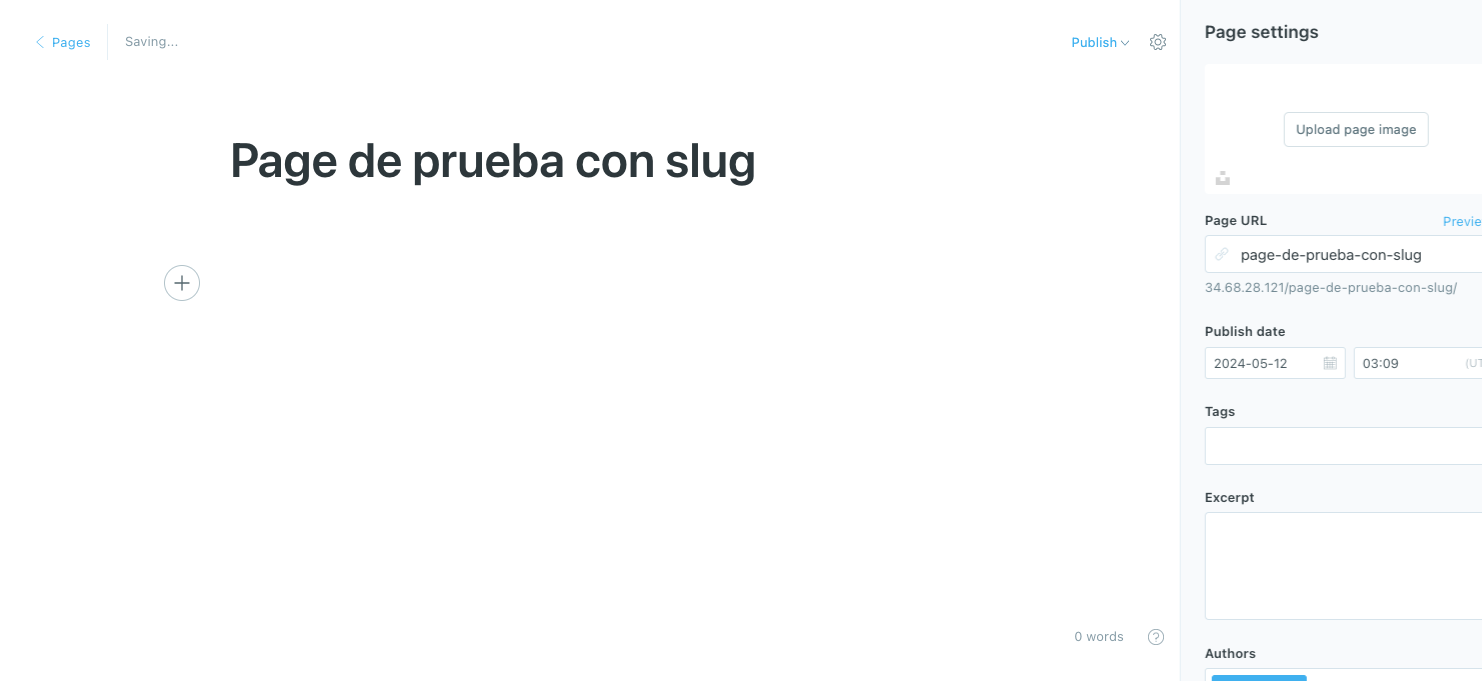 Pages
Saving...
Publish
Page settings
Upload page image
Page de prueba con slug
Page URL
page-de-prueba-con-slug
34.68.28.121/page-de-prueba-con-slug/
Publish date
2024-05-12
03:09
Tags
Excerpt
0 words
Authors